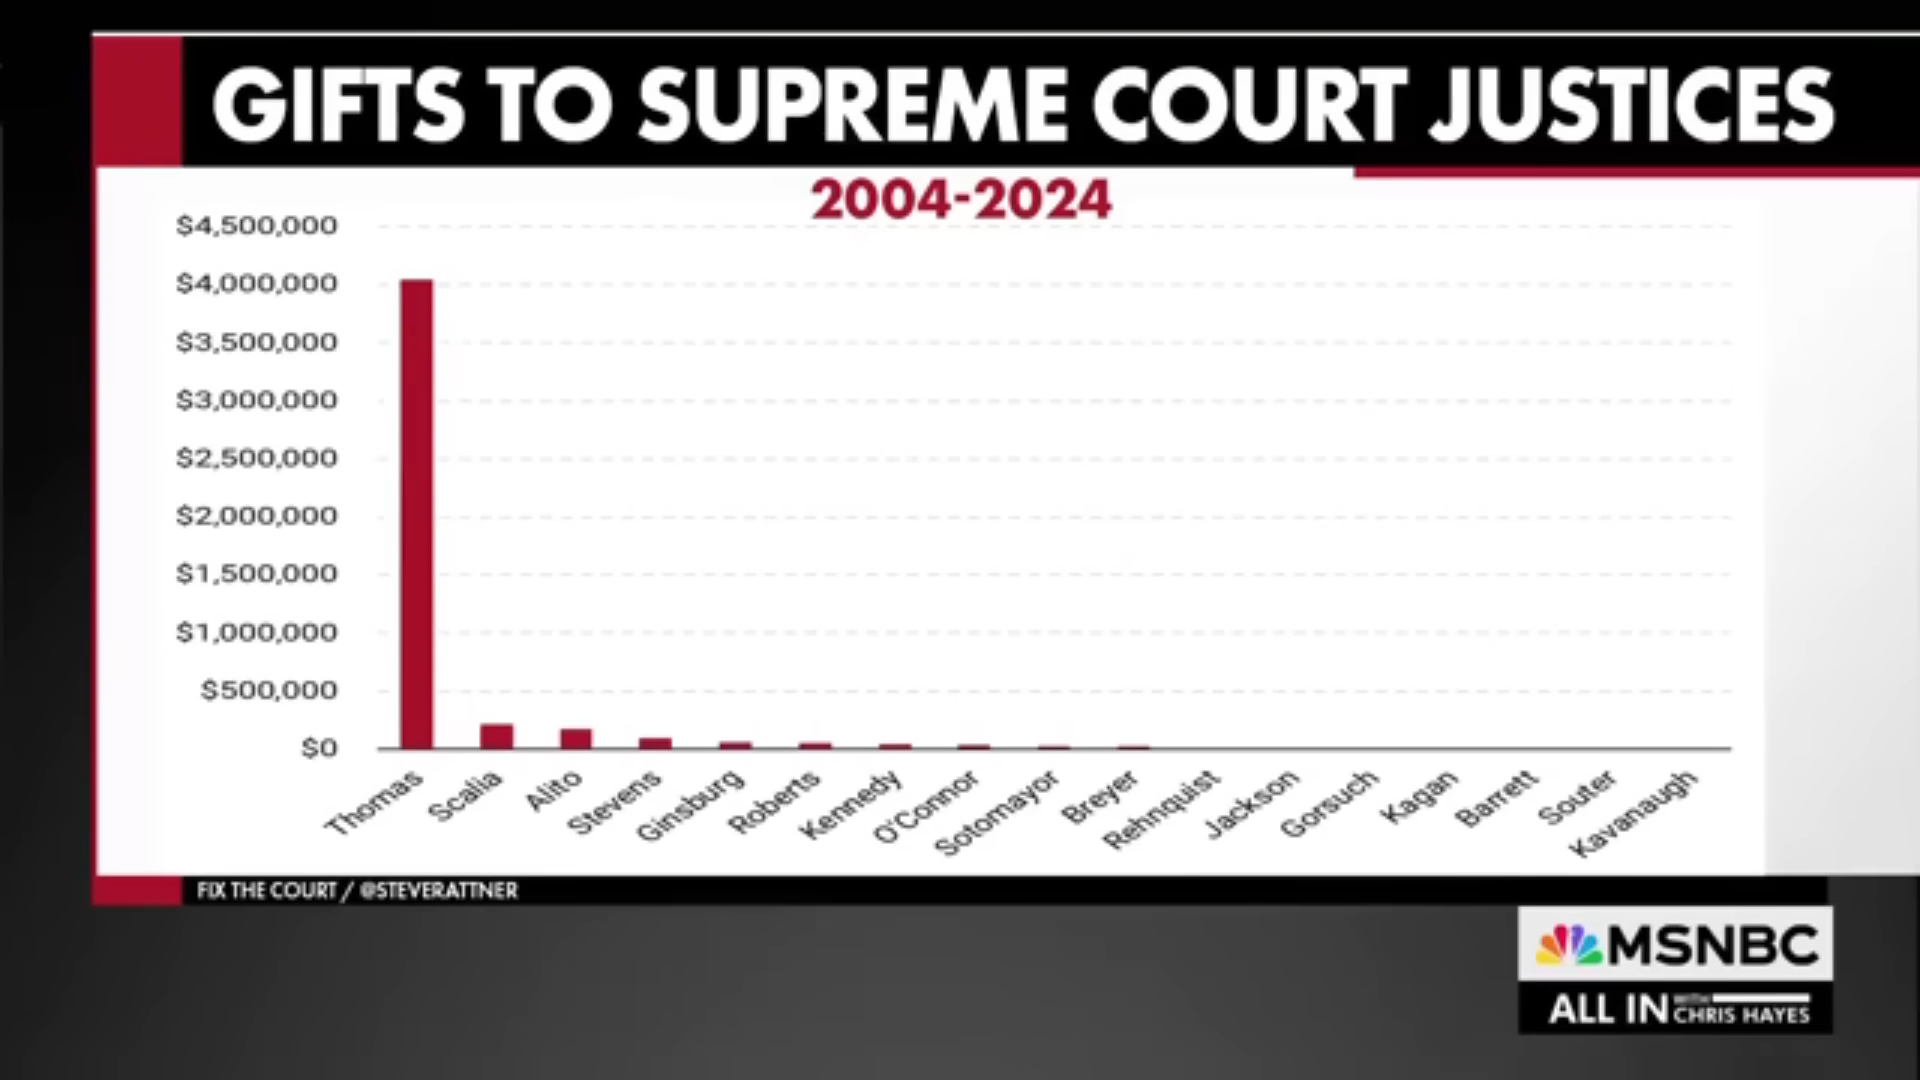 GIFTS TO SUPREME COURT JUSTICES
2004-2024
$4,500,000
$4,000,000
$3,500,000
$3,000,000
$2,500,000
$2,000,000
$1,500,000
$1,000,000
$500,000
$0
Thomas
Scalia
Alito
Stevens
Ginsburg
Roberts
Kennedy
O'Connor
Sotomayor
Breyer
Rehnquist
Jackson
Gorsuch
Kagan
Barrett
Souter
Kavanaugh
FIX THE COURT / @STEVERATTNER
MSNBC
ALL IN WITH CHRIS HAYES